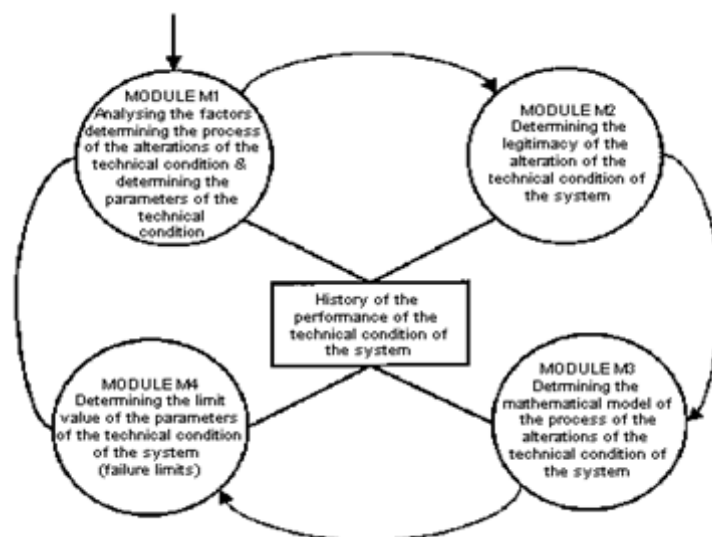 MODULE M1
Analysing the factors
determining the process
of the alterations of the
technical condition &
determining the
parameters of the
technical
condition
MODULE M2
Determining the
legitimacy of the
alteration of the
technical condition of
the system
History of the
performance of the
technical condition of
the system
MODULE M4
Determining the limit
value of the parameters
of the technical condition
of the system
(failure limits)
MODULE M3
Detrmining the
mathematical model of
the process of the
alterations of the
technical condition of
the system